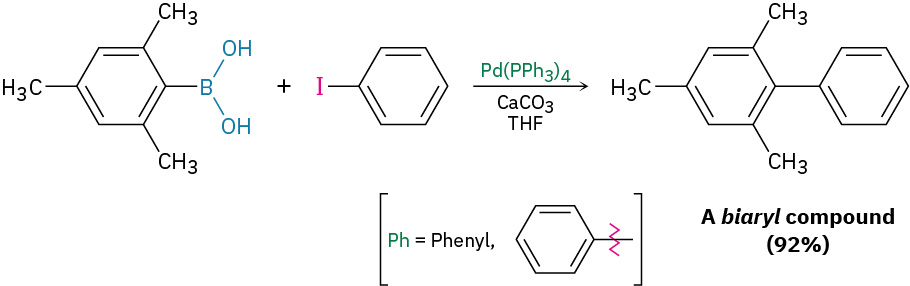 CH₃
OH
H₃C
B
OH
CH₃
+
I
Pd(PPh₃)₄
CaCO₃
THF
CH₃
H₃C
CH₃
Ph = Phenyl,
A biaryl compound
(92%)